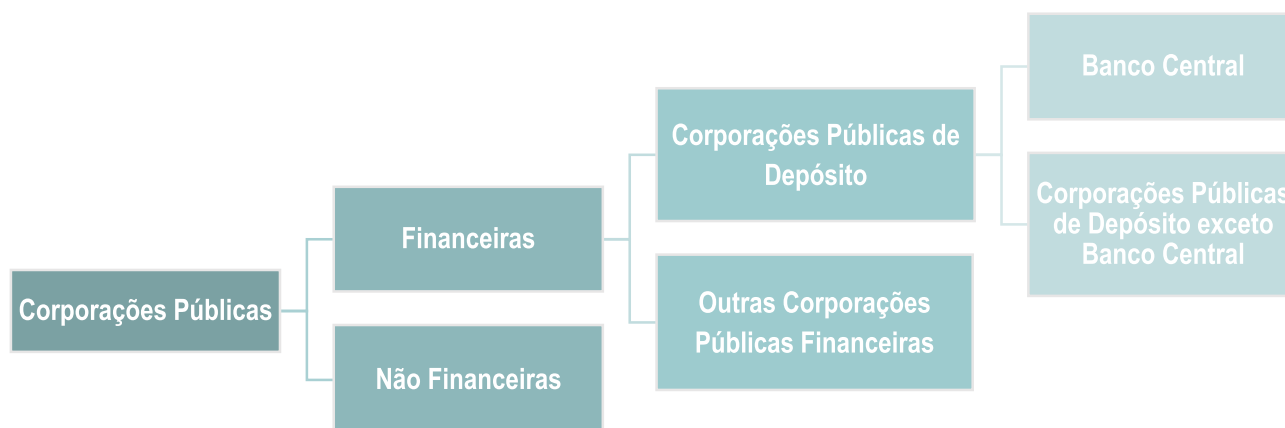 Corporações Públicas
Financeiras
Não Financeiras
Corporações Públicas de
Depósito
Outras Corporações
Públicas Financeiras
Banco Central
Corporações Públicas
de Depósito exceto
Banco Central